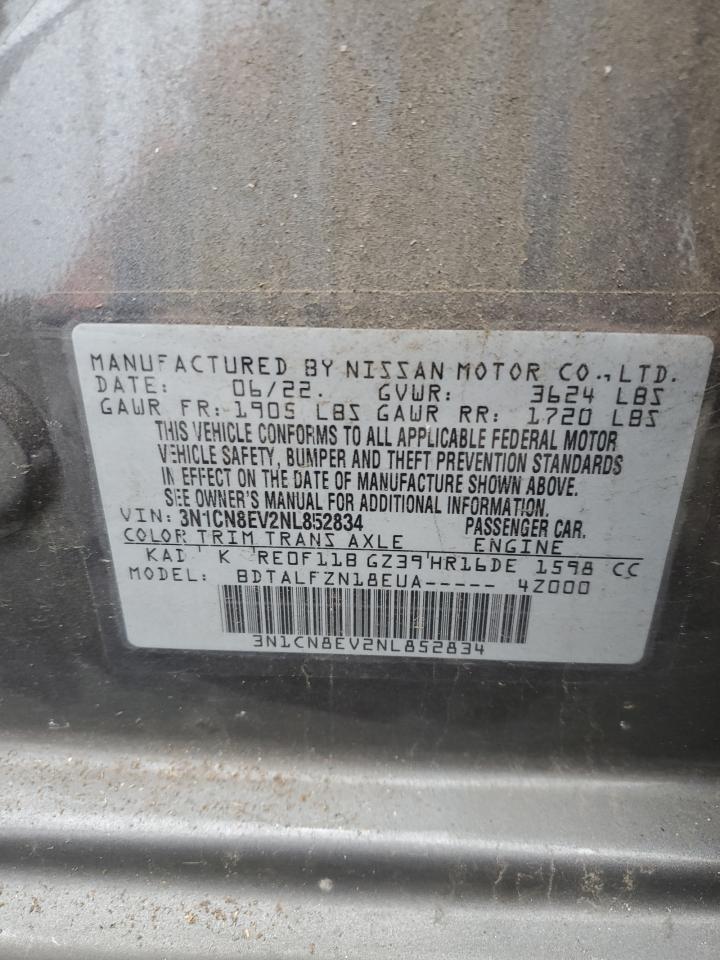 MANUFACTURED BY NISSAN MOTOR CO., LTD.
DATE: 06/22. GVWR: 3624 LBS
GAWR FR: 1905 LBS GAWR RR: 1720 LBS
THIS VEHICLE CONFORMS TO ALL APPLICABLE FEDERAL MOTOR
VEHICLE SAFETY, BUMPER AND THEFT PREVENTION STANDARDS
IN EFFECT ON THE DATE OF MANUFACTURE SHOWN ABOVE.
SEE OWNER'S MANUAL FOR ADDITIONAL INFORMATION.
VIN: 3N1CN8EV2NL852834 PASSENGER CAR.
COLOR TRIM TRANS AXLE ENGINE
KAD K RE0F11B GZ39 HR16DE 1598 CC
MODEL: BDTALFZN18EUA----- 4Z000
3N1CN8EV2NL852834